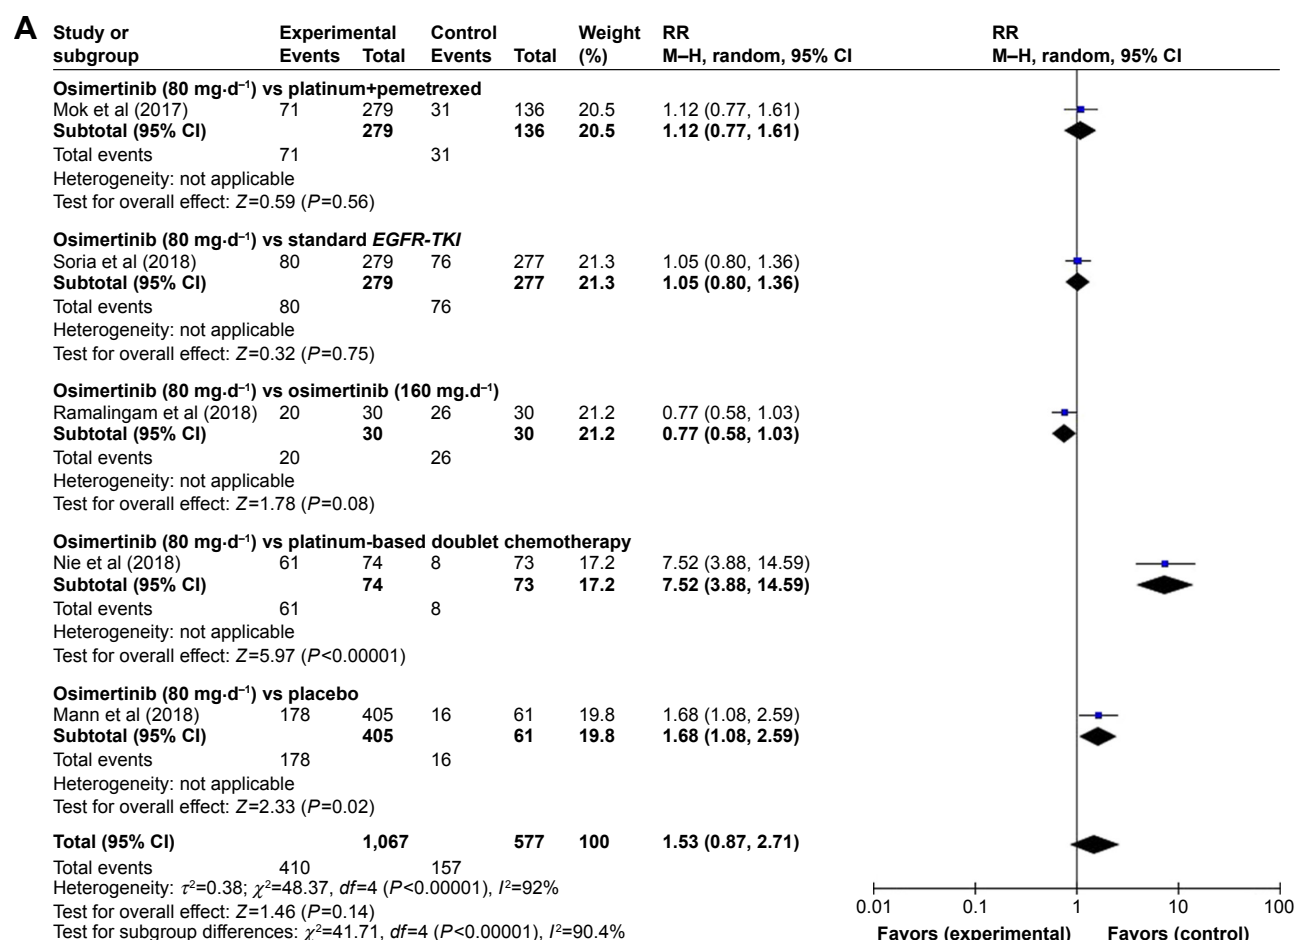 A Study or Experimental Control Weight RR RR
subgroup Events Total Events Total (%) M–H, random, 95% CI M–H, random, 95% CI
Osimertinib (80 mg·d⁻¹) vs platinum+pemetrexed
Mok et al (2017) 71 279 31 136 20.5 1.12 (0.77, 1.61)
Subtotal (95% CI) 279 136 20.5 1.12 (0.77, 1.61)
Total events 71 31
Heterogeneity: not applicable
Test for overall effect: Z=0.59 (P=0.56)
Osimertinib (80 mg·d⁻¹) vs standard EGFR-TKI
Soria et al (2018) 80 279 76 277 21.3 1.05 (0.80, 1.36)
Subtotal (95% CI) 279 277 21.3 1.05 (0.80, 1.36)
Total events 80 76
Heterogeneity: not applicable
Test for overall effect: Z=0.32 (P=0.75)
Osimertinib (80 mg·d⁻¹) vs osimertinib (160 mg.d⁻¹)
Ramalingam et al (2018) 20 30 26 30 21.2 0.77 (0.58, 1.03)
Subtotal (95% CI) 30 30 21.2 0.77 (0.58, 1.03)
Total events 20 26
Heterogeneity: not applicable
Test for overall effect: Z=1.78 (P=0.08)
Osimertinib (80 mg·d⁻¹) vs platinum-based doublet chemotherapy
Nie et al (2018) 61 74 8 73 17.2 7.52 (3.88, 14.59)
Subtotal (95% CI) 74 73 17.2 7.52 (3.88, 14.59)
Total events 61 8
Heterogeneity: not applicable
Test for overall effect: Z=5.97 (P<0.00001)
Osimertinib (80 mg·d⁻¹) vs placebo
Mann et al (2018) 178 405 16 61 19.8 1.68 (1.08, 2.59)
Subtotal (95% CI) 405 61 19.8 1.68 (1.08, 2.59)
Total events 178 16
Heterogeneity: not applicable
Test for overall effect: Z=2.33 (P=0.02)
Total (95% CI) 1,067 577 100 1.53 (0.87, 2.71)
Total events 410 157
Heterogeneity: τ²=0.38; χ²=48.37, df=4 (P<0.00001), I²=92%
Test for overall effect: Z=1.46 (P=0.14)
Test for subgroup differences: χ²=41.71, df=4 (P<0.00001), I²=90.4%
0.01 0.1 1 10 100
Favors (experimental) Favors (control)